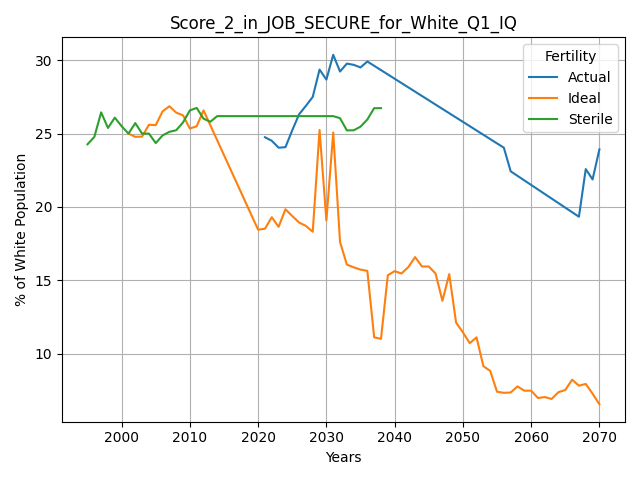 Score_2_in_JOB_SECURE_for_White_Q1_IQ
Fertility
Actual
Ideal
Sterile
% of White Population
30
25
20
15
10
2000 2010 2020 2030 2040 2050 2060 2070
Years